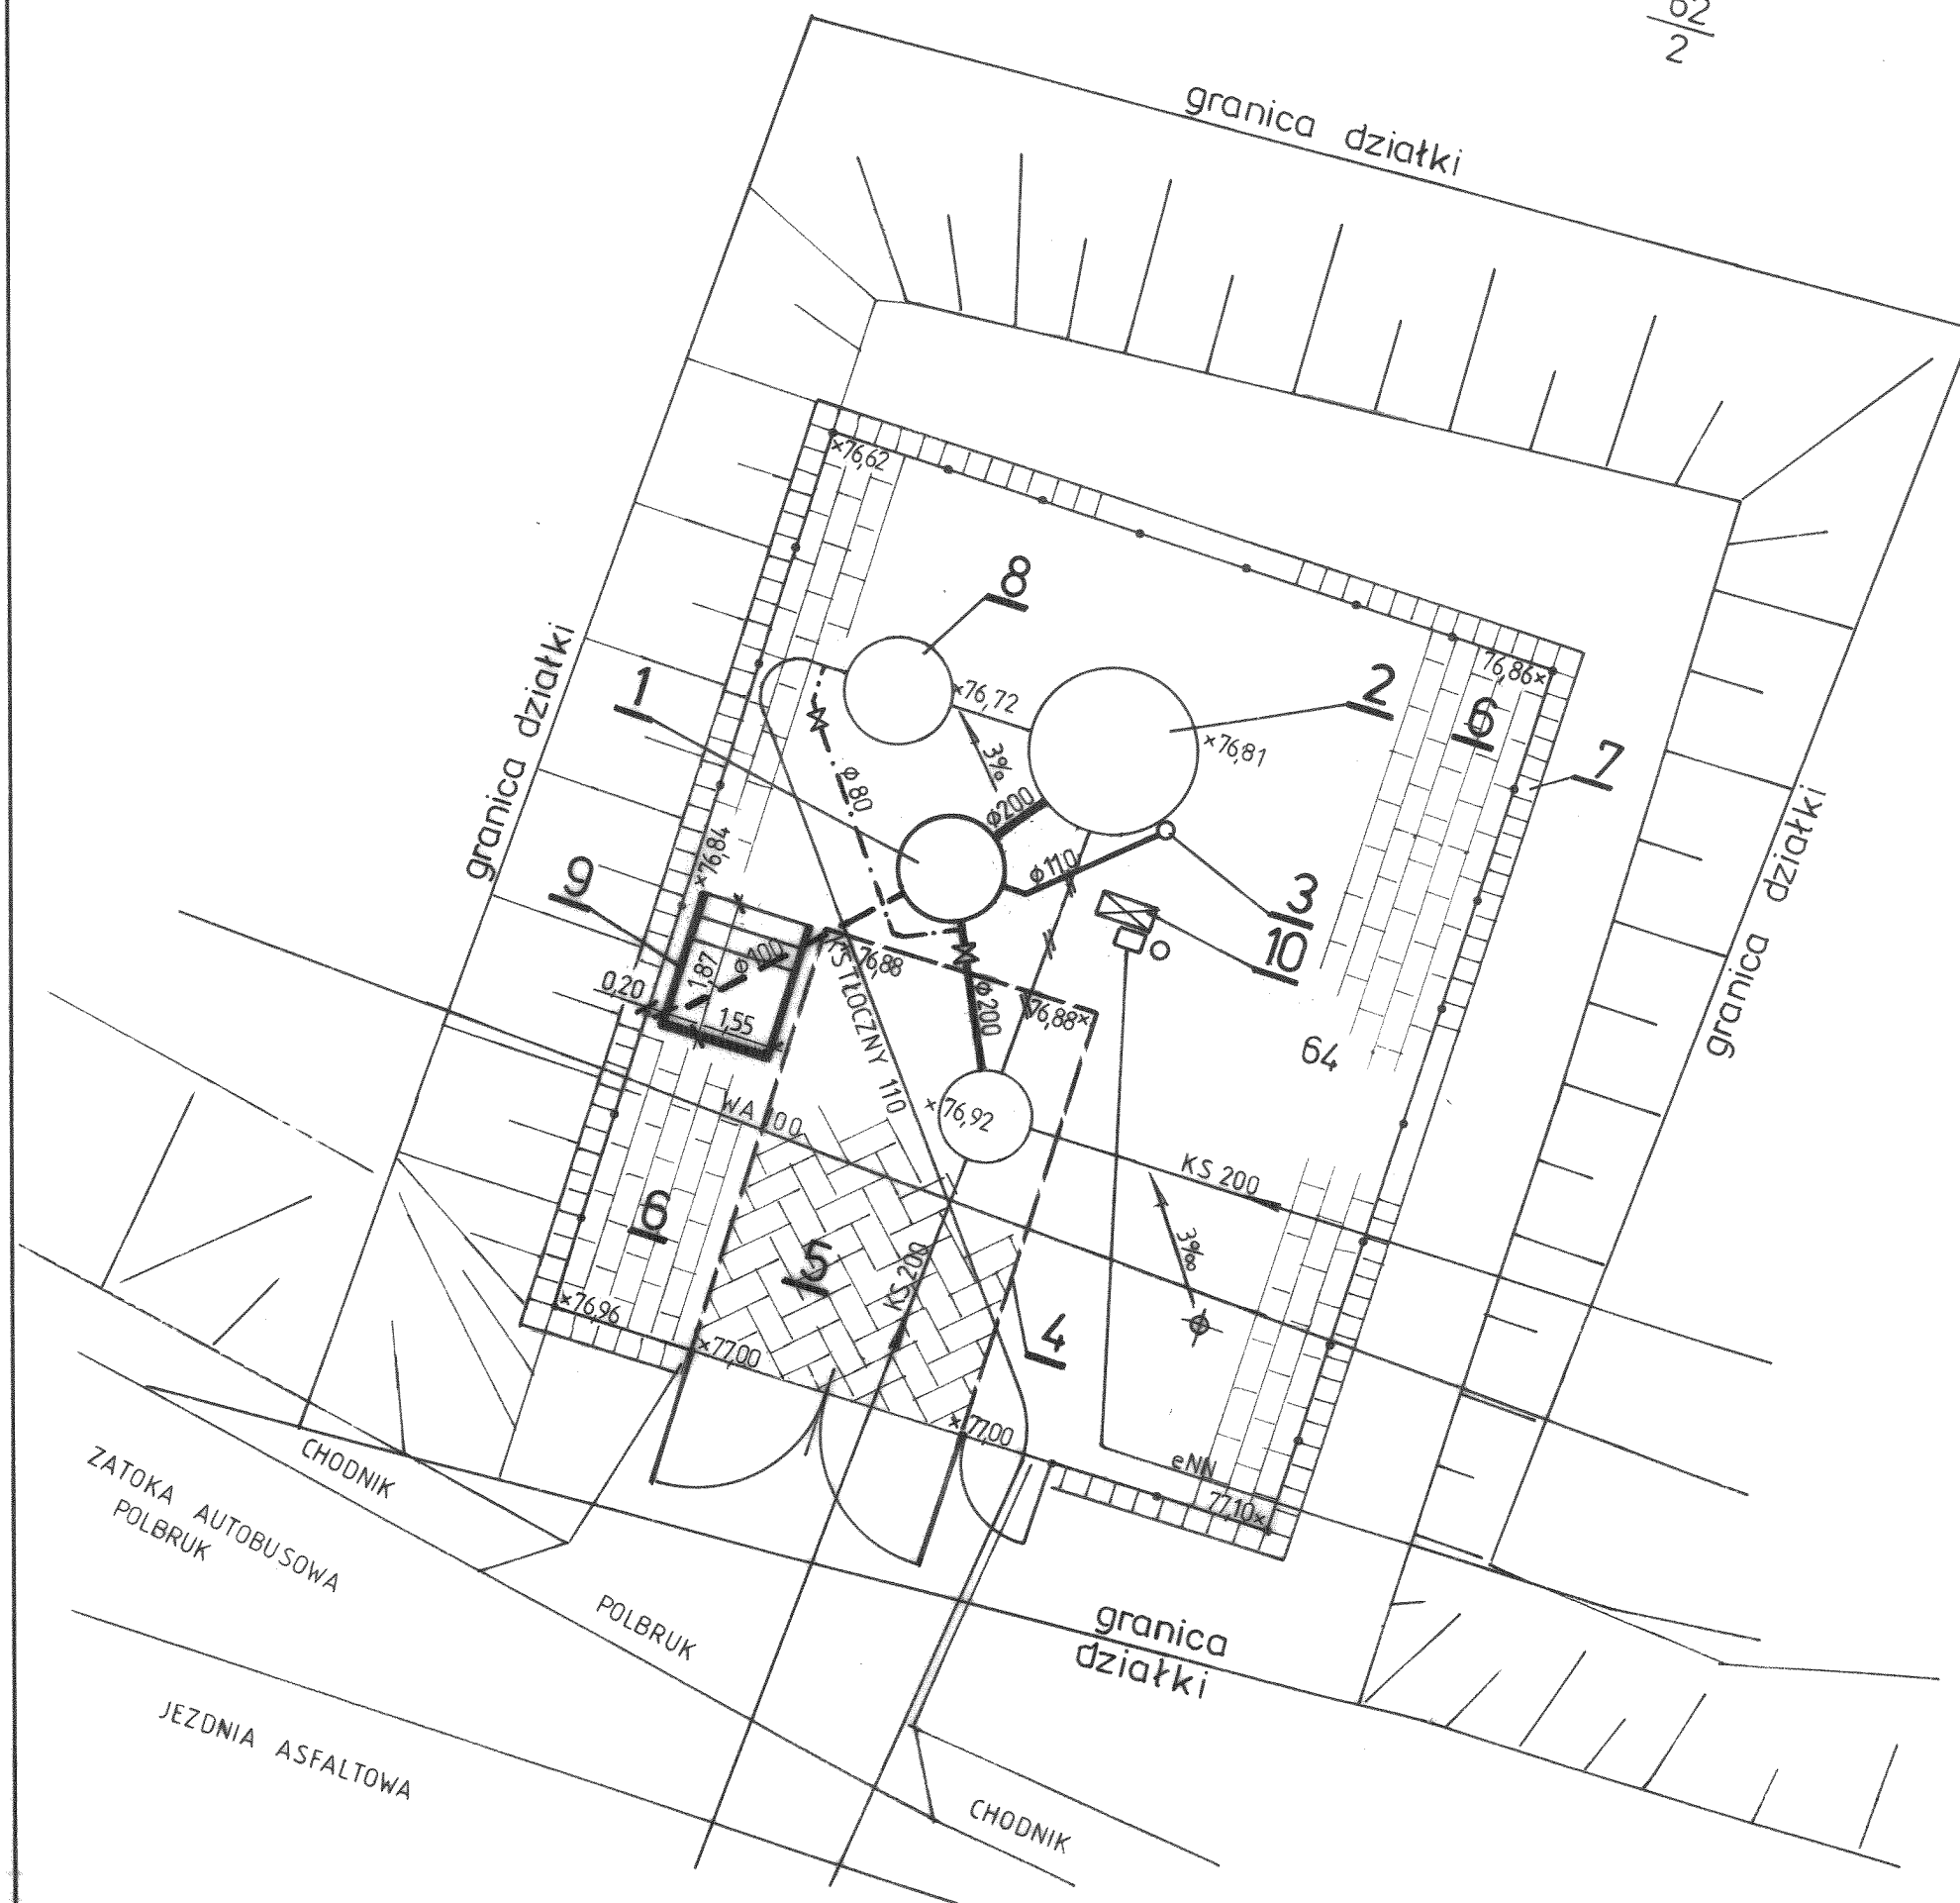 62
2
granica działki
×76,62
8
granica działki
1
×76,72
2
76,86×
6
×76,81
7
3‰
ϕ80
ϕ200
×76,84
ϕ110
9
3
10
KS TŁOCZNY 110
76,88
ϕ100
1,87
0,20
1,55
ϕ200
76,88×
64
granica działki
WA 100
×76,92
KS 200
6
5
KS 200
3‰
×76,96
×77,00
4
×77,00
eNN
77,10×
CHODNIK
ZATOKA AUTOBUSOWA
POLBRUK
POLBRUK
granica
działki
JEZDNIA ASFALTOWA
CHODNIK